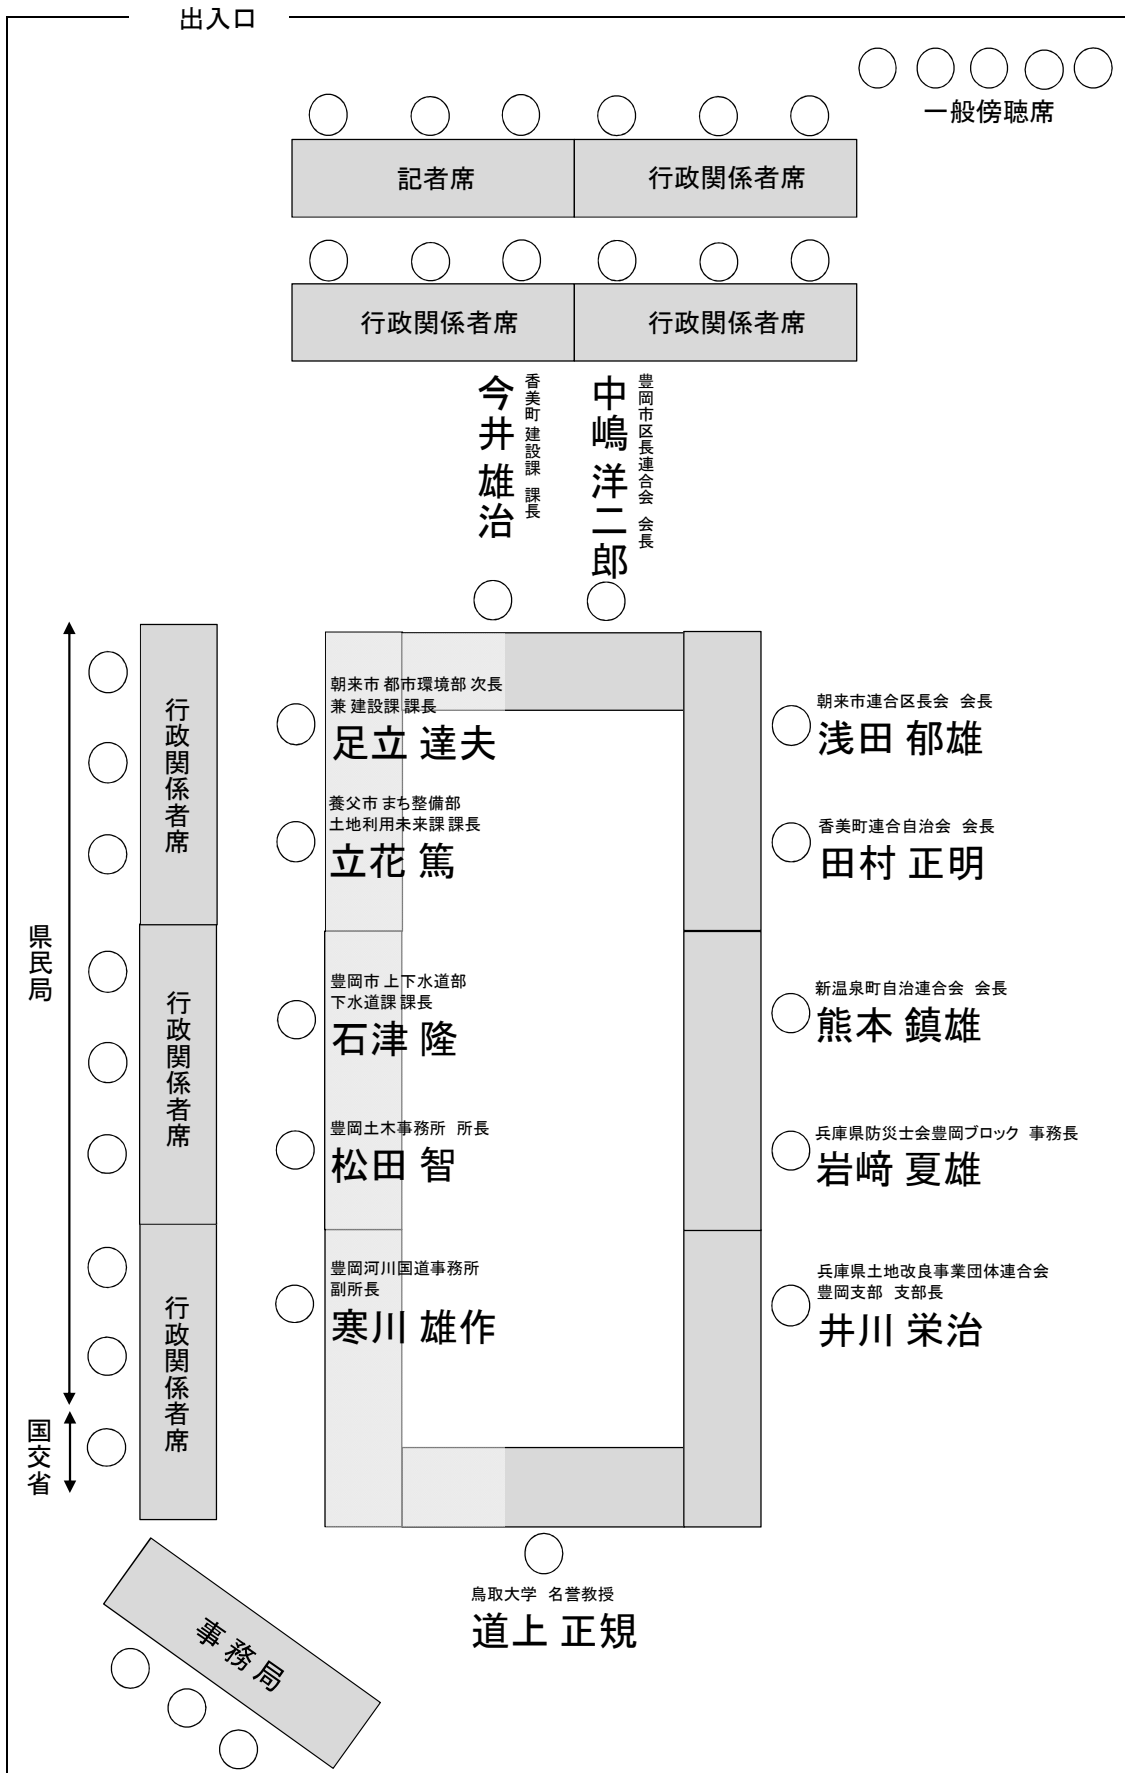 出入口
一般傍聴席
記者席
行政関係者席
行政関係者席
行政関係者席
香美町 建設課 課長
今井 雄治
豊岡市区長連合会 会長
中嶋 洋二郎
行政関係者席
行政関係者席
行政関係者席
県民局
国交省
朝来市 都市環境部 次長
兼 建設課 課長
足立 達夫
養父市 まち整備部
土地利用未来課 課長
立花 篤
豊岡市 上下水道部
下水道課 課長
石津 隆
豊岡土木事務所 所長
松田 智
豊岡河川国道事務所
副所長
寒川 雄作
朝来市連合区長会 会長
浅田 郁雄
香美町連合自治会 会長
田村 正明
新温泉町自治連合会 会長
熊本 鎮雄
兵庫県防災士会豊岡ブロック 事務長
岩﨑 夏雄
兵庫県土地改良事業団体連合会
豊岡支部 支部長
井川 栄治
鳥取大学 名誉教授
道上 正規
事務局